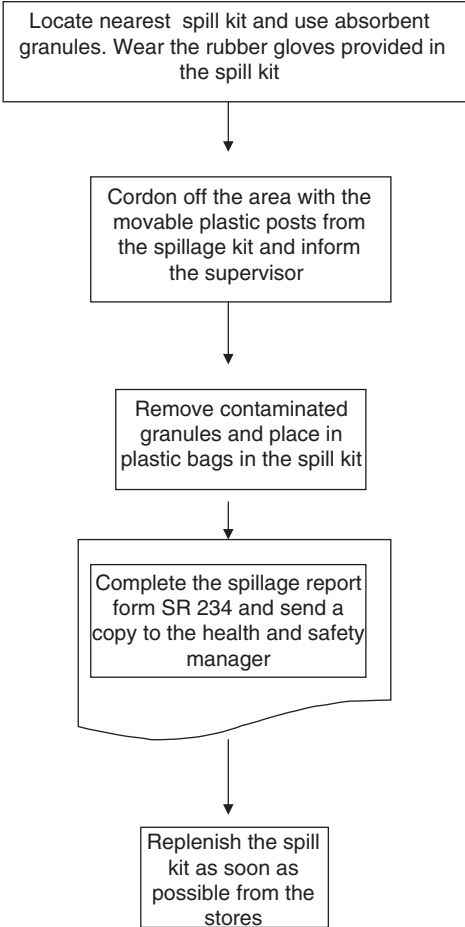 Locate nearest spill kit and use absorbent
granules. Wear the rubber gloves provided in
the spill kit
Cordon off the area with the
movable plastic posts from
the spillage kit and inform
the supervisor
Remove contaminated
granules and place in
plastic bags in the spill kit
Complete the spillage report
form SR 234 and send a
copy to the health and safety
manager
Replenish the spill
kit as soon as
possible from the
stores